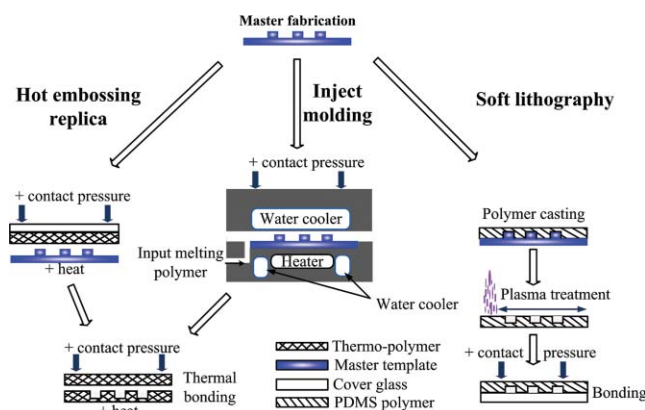 Master fabrication
Hot embossing
replica
Inject
molding
Soft lithography
+ contact pressure
+ heat
+ contact pressure
Water cooler
Input melting
polymer
Heater
Water cooler
Polymer casting
Plasma treatment
+ contact pressure
Bonding
+ contact pressure
Thermal
bonding
+ heat
Thermo-polymer
Master template
Cover glass
PDMS polymer